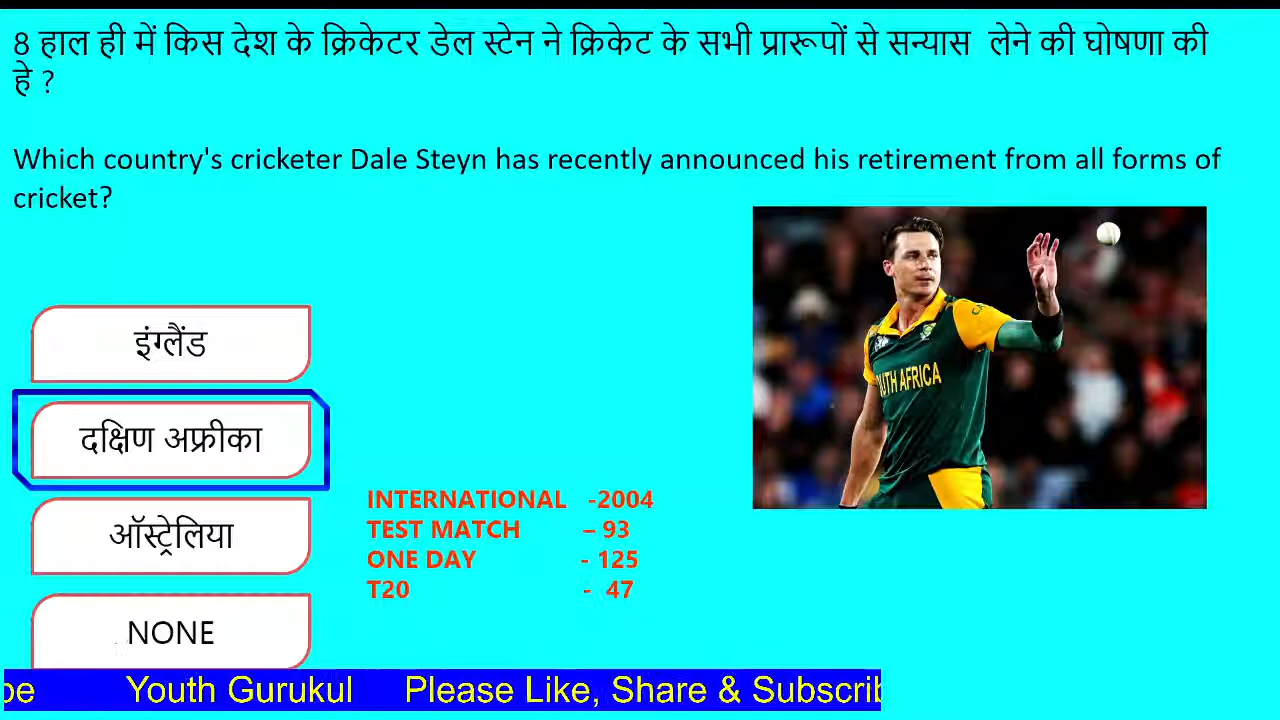 8 हाल ही में किस देश के क्रिकेटर डेल स्टेन ने क्रिकेट के सभी प्रारूपों से सन्यास लेने की घोषणा की
हे ?
Which country's cricketer Dale Steyn has recently announced his retirement from all forms of
cricket?
इंग्लैंड
दक्षिण अफ्रीका
ऑस्ट्रेलिया
NONE
INTERNATIONAL -2004
TEST MATCH – 93
ONE DAY - 125
T20 - 47
OUTH AFRICA
be Youth Gurukul Please Like, Share & Subscrib